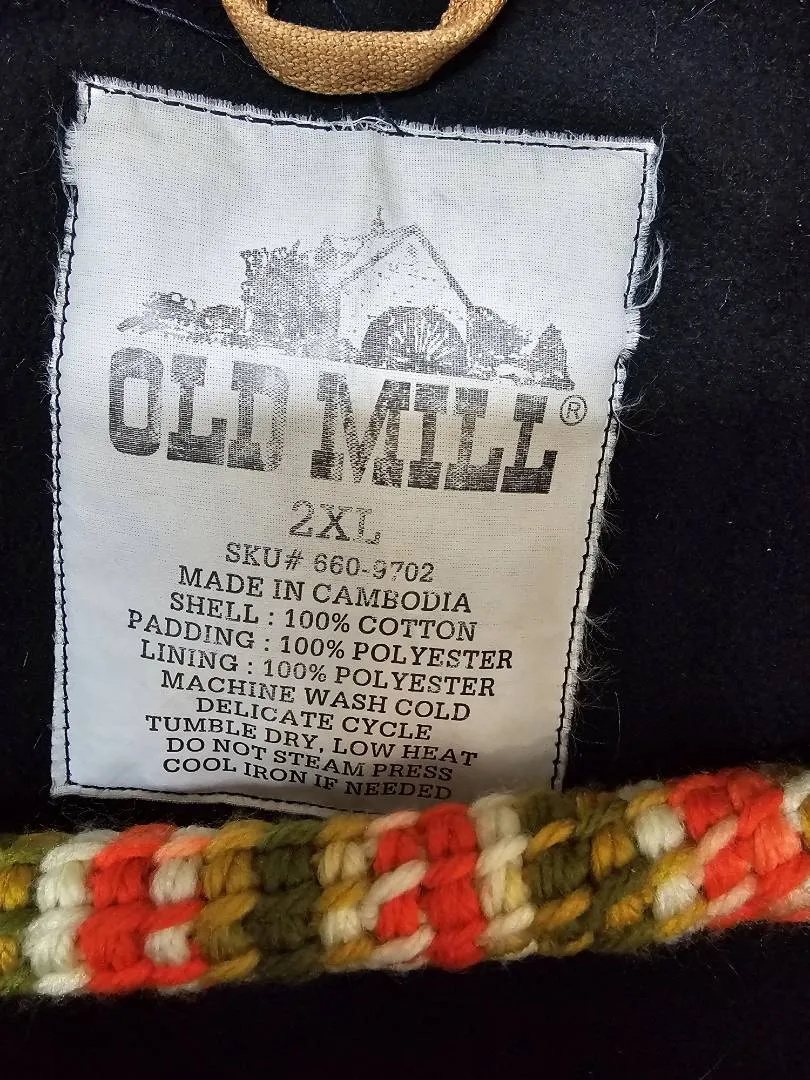 OLD MILL®
2XL
SKU# 660-9702
MADE IN CAMBODIA
SHELL : 100% COTTON
PADDING : 100% POLYESTER
LINING : 100% POLYESTER
MACHINE WASH COLD
DELICATE CYCLE
TUMBLE DRY, LOW HEAT
DO NOT STEAM PRESS
COOL IRON IF NEEDED